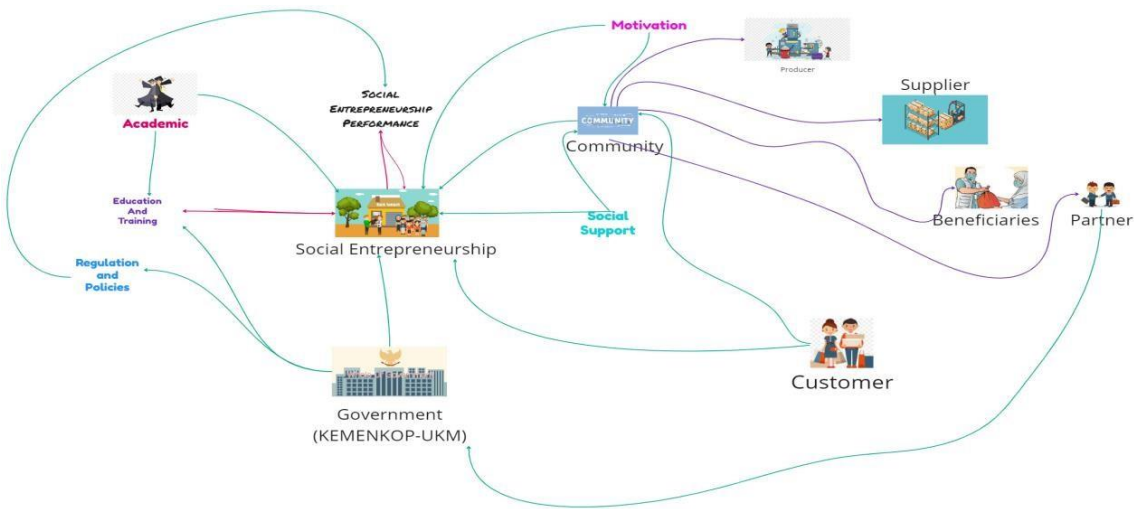 Motivation
Producer
Supplier
Academic
SOCIAL
ENTREPRENEURSHIP
PERFORMANCE
COMMUNITY
Community
Education
And
Training
Social Entrepreneurship
Social
Support
Beneficiaries
Partner
Regulation
and
Policies
Customer
Government
(KEMENKOP-UKM)